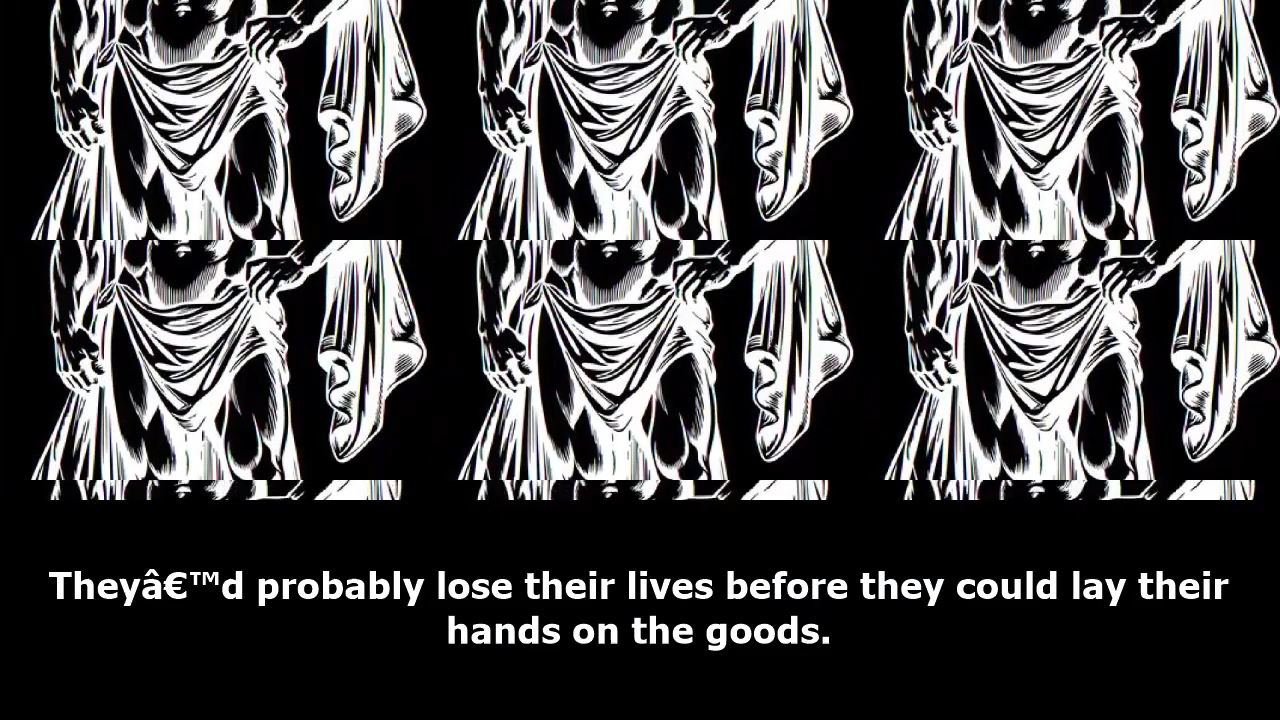 Theyâ€™d probably lose their lives before they could lay their
hands on the goods.